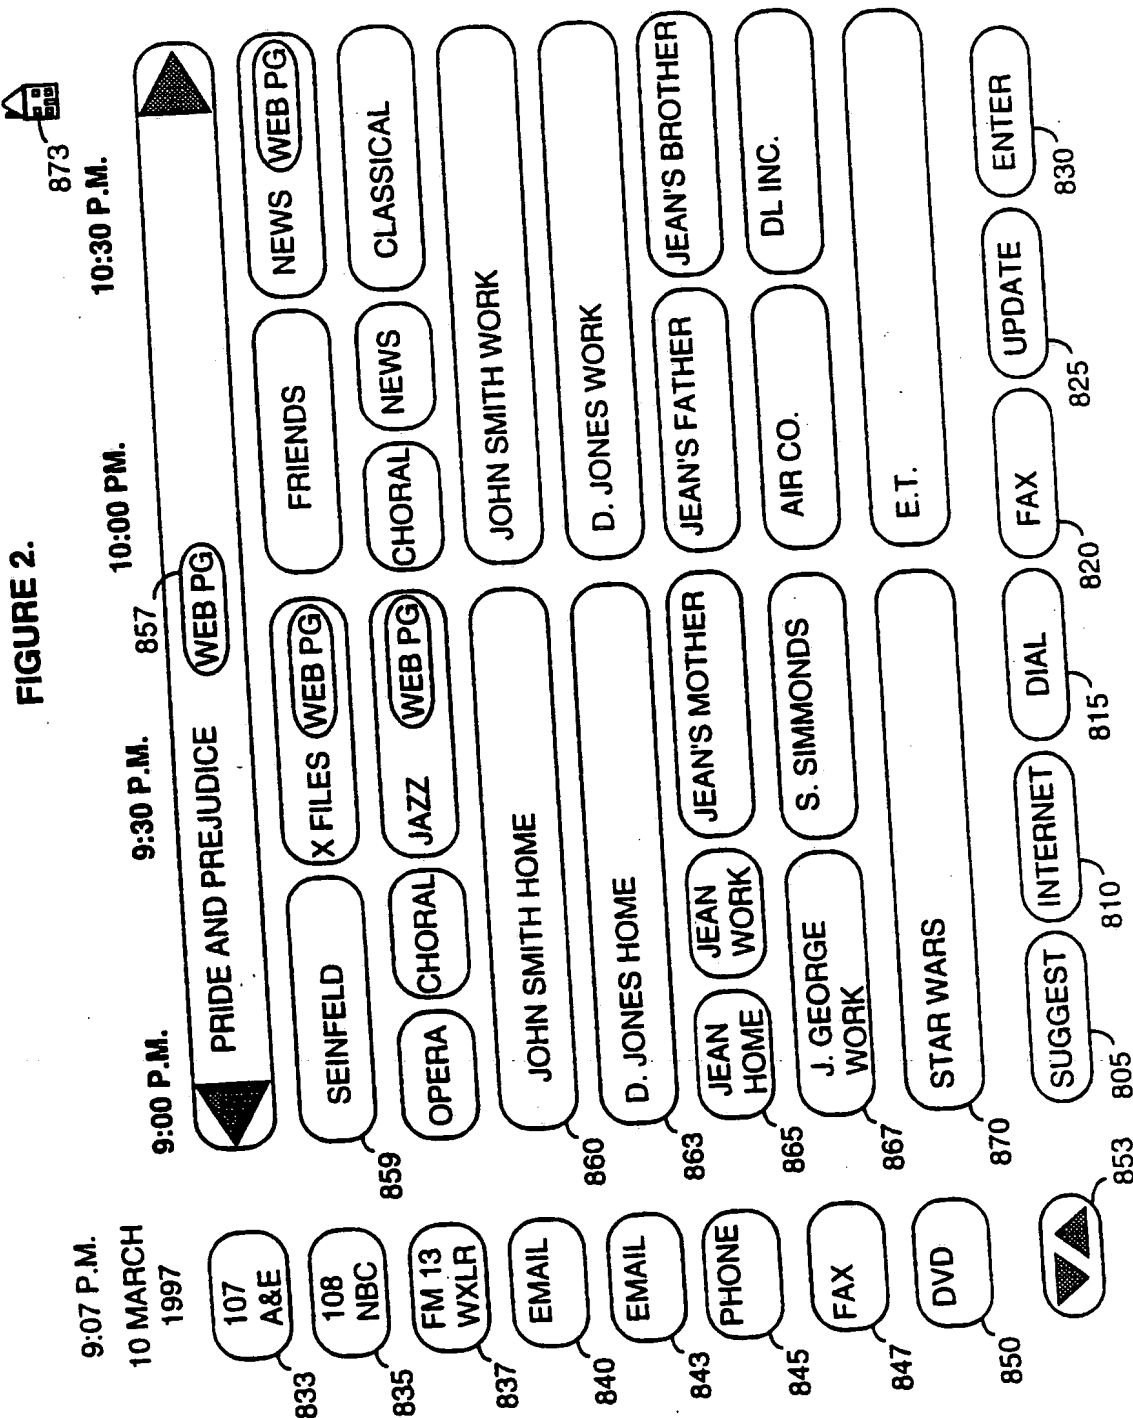 FIGURE 2.
873
9:07 P.M.
10 MARCH
1997
9:00 P.M.
9:30 P.M.
10:00 PM.
10:30 P.M.
857
107
A&E
833
PRIDE AND PREJUDICE
WEB PG
108
NBC
835
SEINFELD
859
X FILES
WEB PG
FRIENDS
NEWS
WEB PG
FM 13
WXLR
837
OPERA
CHORAL
JAZZ
WEB PG
CHORAL
NEWS
CLASSICAL
EMAIL
840
JOHN SMITH HOME
860
JOHN SMITH WORK
EMAIL
843
D. JONES HOME
863
D. JONES WORK
PHONE
845
JEAN
HOME
865
JEAN
WORK
JEAN'S MOTHER
JEAN'S FATHER
JEAN'S BROTHER
FAX
847
J. GEORGE
WORK
867
S. SIMMONDS
AIR CO.
DL INC.
DVD
850
STAR WARS
870
E.T.
853
SUGGEST
805
INTERNET
810
DIAL
815
FAX
820
UPDATE
825
ENTER
830